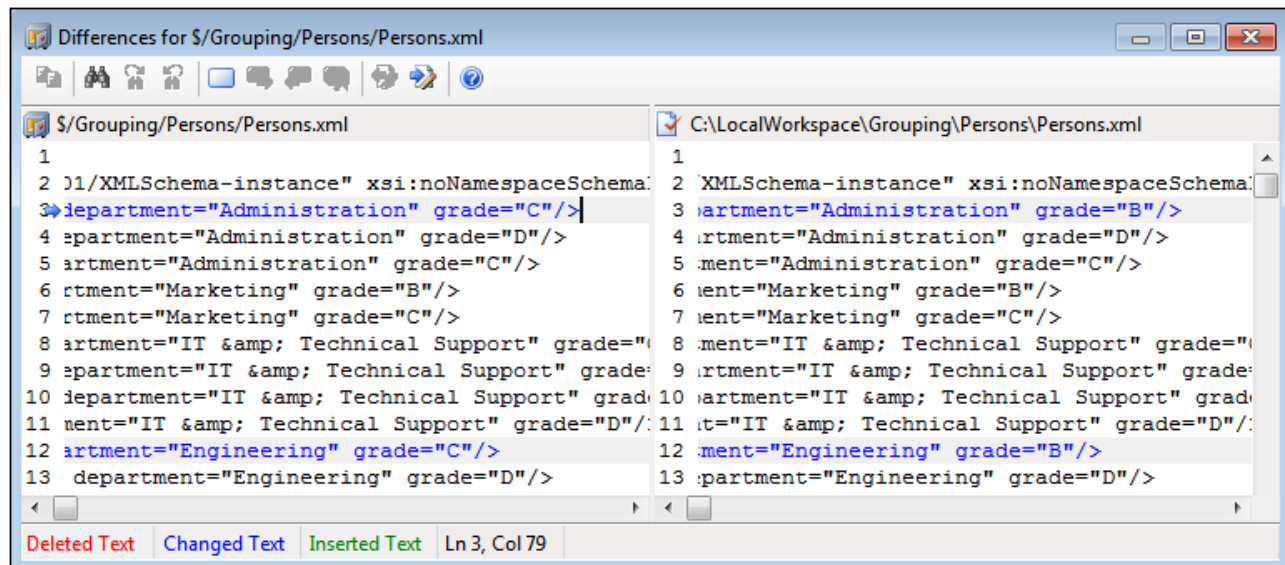 Differences for $/Grouping/Persons/Persons.xml
$/Grouping/Persons/Persons.xml
1
2 01/XMLSchema-instance" xsi:noNamespaceSchema
3 department="Administration" grade="C"/>
4 epartment="Administration" grade="D"/>
5 artment="Administration" grade="C"/>
6 rtment="Marketing" grade="B"/>
7 rtment="Marketing" grade="C"/>
8 artment="IT &amp; Technical Support" grade="
9 epartment="IT &amp; Technical Support" grade
10 department="IT &amp; Technical Support" grad
11 ment="IT &amp; Technical Support" grade="D"/
12 artment="Engineering" grade="C"/>
13 department="Engineering" grade="D"/>
C:\LocalWorkspace\Grouping\Persons\Persons.xml
1
2 XMLSchema-instance" xsi:noNamespaceSchema
3 artment="Administration" grade="B"/>
4 rtment="Administration" grade="D"/>
5 ment="Administration" grade="C"/>
6 ent="Marketing" grade="B"/>
7 ent="Marketing" grade="C"/>
8 ment="IT &amp; Technical Support" grade="
9 rtment="IT &amp; Technical Support" grade
10 artment="IT &amp; Technical Support" grad
11 t="IT &amp; Technical Support" grade="D"/
12 ment="Engineering" grade="B"/>
13 partment="Engineering" grade="D"/>
Deleted Text Changed Text Inserted Text Ln 3, Col 79